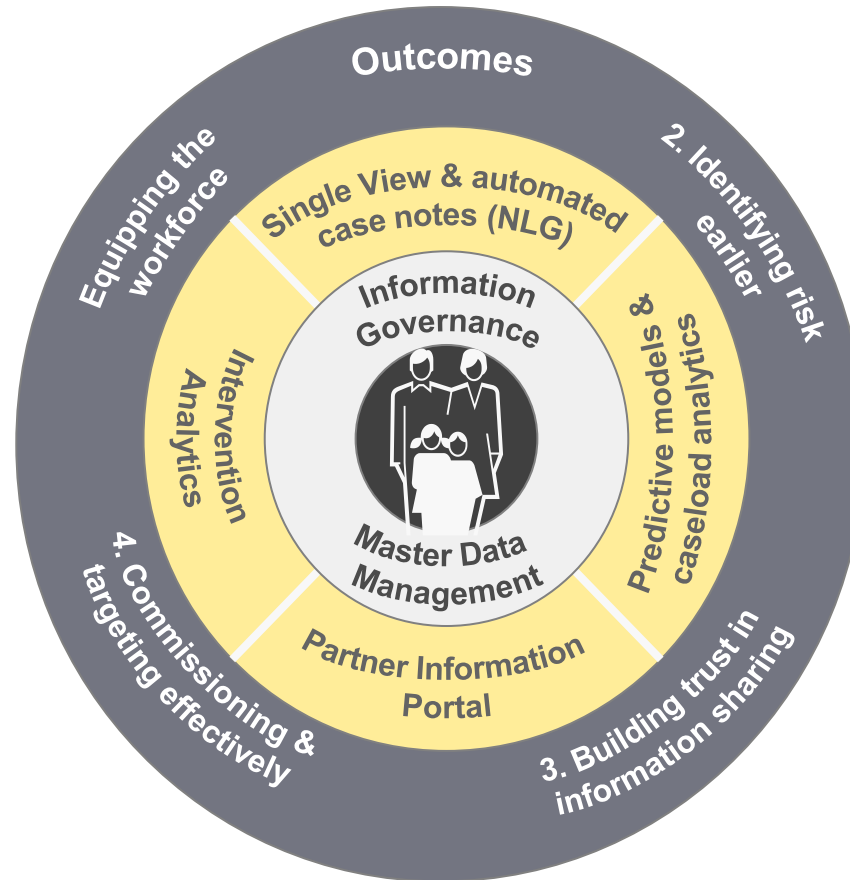 Outcomes
Equipping the
workforce
2. Identifying risk
earlier
3. Building trust in
information sharing
4. Commissioning &
targeting effectively
Single View & automated
case notes (NLG)
Predictive models &
caseload analytics
Partner Information
Portal
Intervention
Analytics
Information
Governance
Master Data
Management